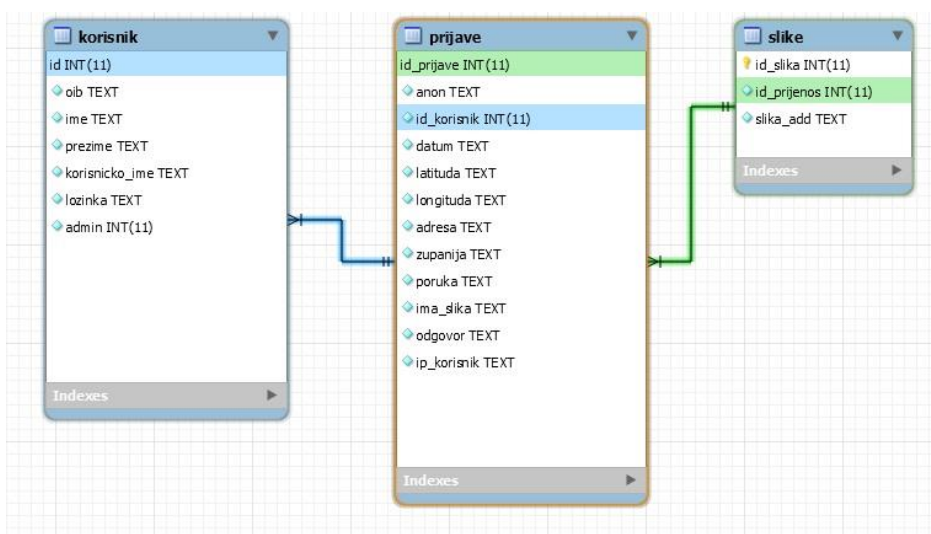 korisnik
id INT(11)
oib TEXT
ime TEXT
prezime TEXT
korisnicko_ime TEXT
lozinka TEXT
admin INT(11)
Indexes
prijave
id_prijave INT(11)
anon TEXT
id_korisnik INT(11)
datum TEXT
latituda TEXT
longituda TEXT
adresa TEXT
zupanija TEXT
poruka TEXT
ima_slika TEXT
odgovor TEXT
ip_korisnik TEXT
Indexes
slike
id_slika INT(11)
id_prijenos INT(11)
slika_add TEXT
Indexes